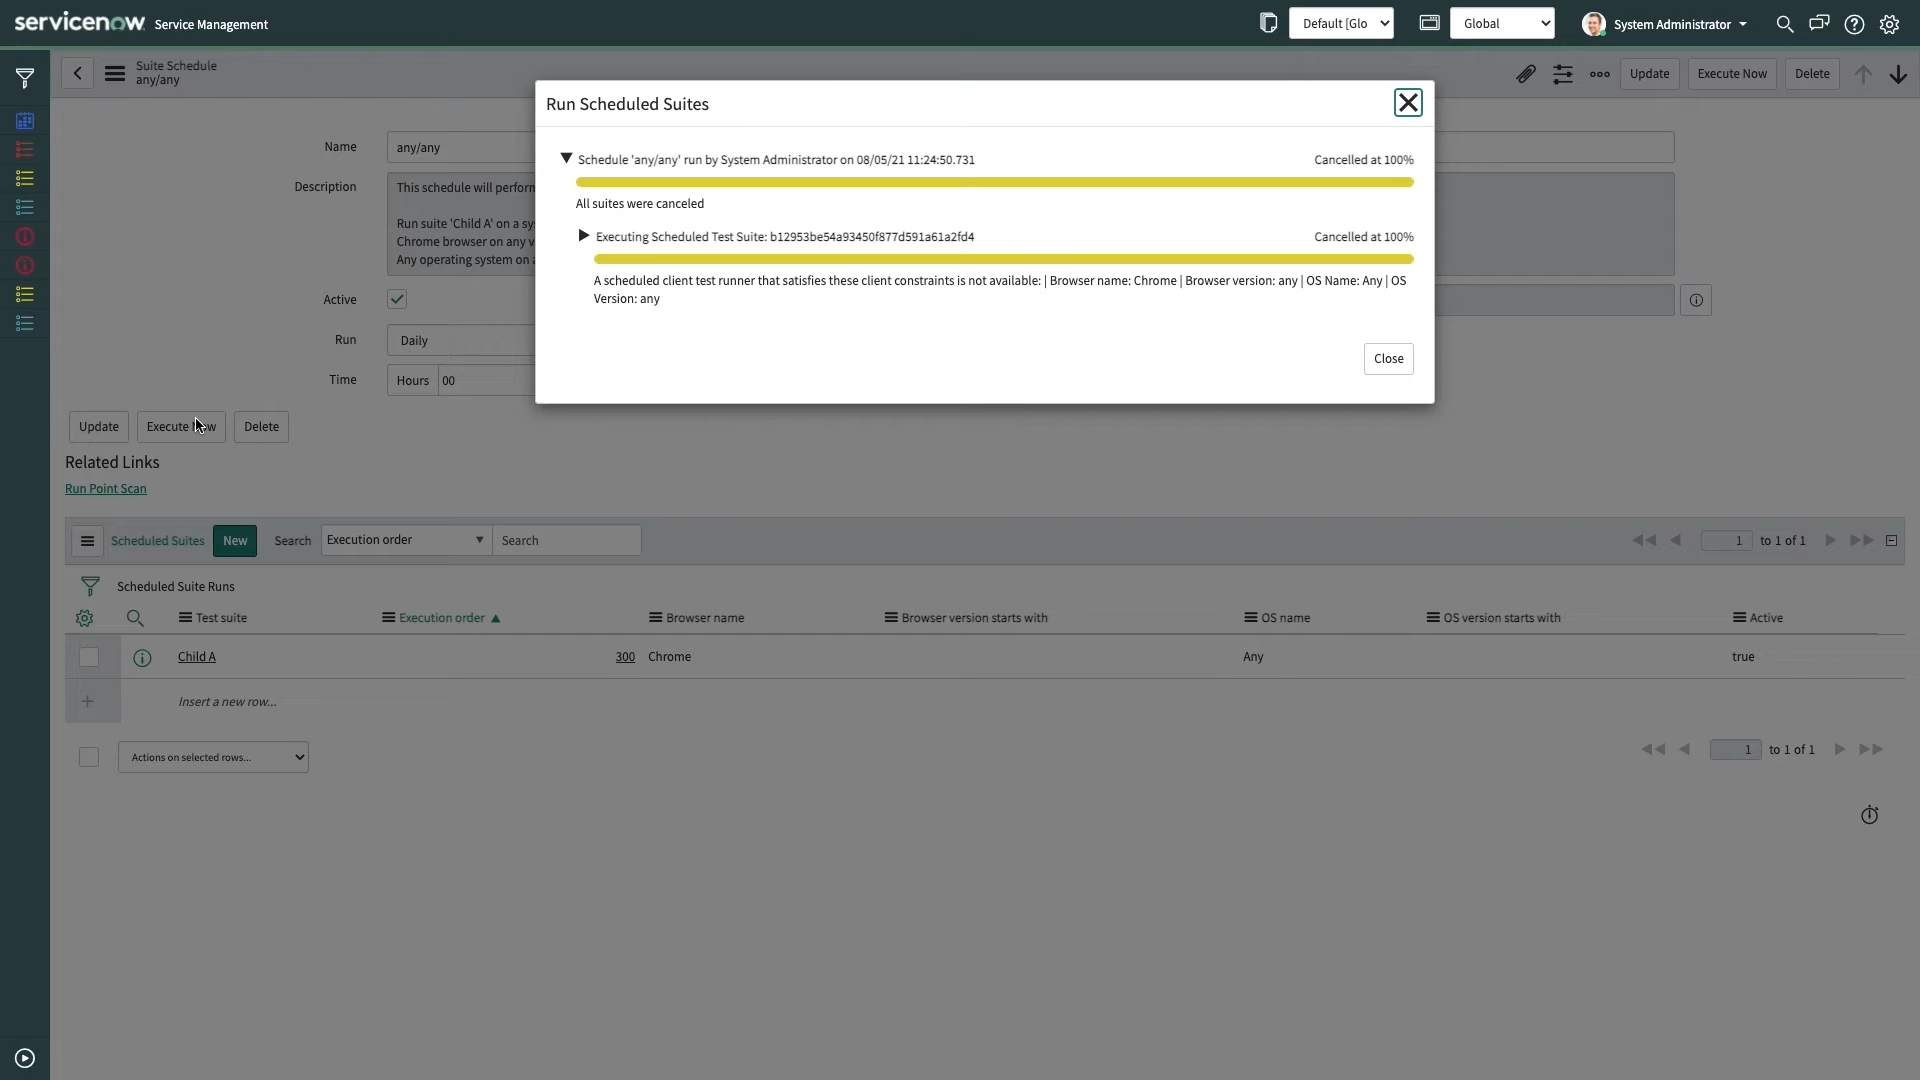 servicenow Service Management
Default [Glo
Global
System Administrator
Suite Schedule
any/any
Update
Execute Now
Delete
Run Scheduled Suites
Schedule 'any/any' run by System Administrator on 08/05/21 11:24:50.731
Cancelled at 100%
All suites were canceled
Executing Scheduled Test Suite: b12953be54a93450f877d591a61a2fd4
Cancelled at 100%
A scheduled client test runner that satisfies these client constraints is not available: | Browser name: Chrome | Browser version: any | OS Name: Any | OS
Version: any
Close
Name
any/any
Description
This schedule will perform
Run suite 'Child A' on a
Chrome browser on any
Any operating system on
Active
Run
Daily
Time
Hours 00
Update
Execute Now
Delete
Related Links
Run Point Scan
Scheduled Suites
New
Search
Execution order
Search
1 to 1 of 1
Scheduled Suite Runs
Test suite
Execution order
Browser name
Browser version starts with
OS name
OS version starts with
Active
Child A
300
Chrome
Any
true
Insert a new row...
Actions on selected rows...
1 to 1 of 1